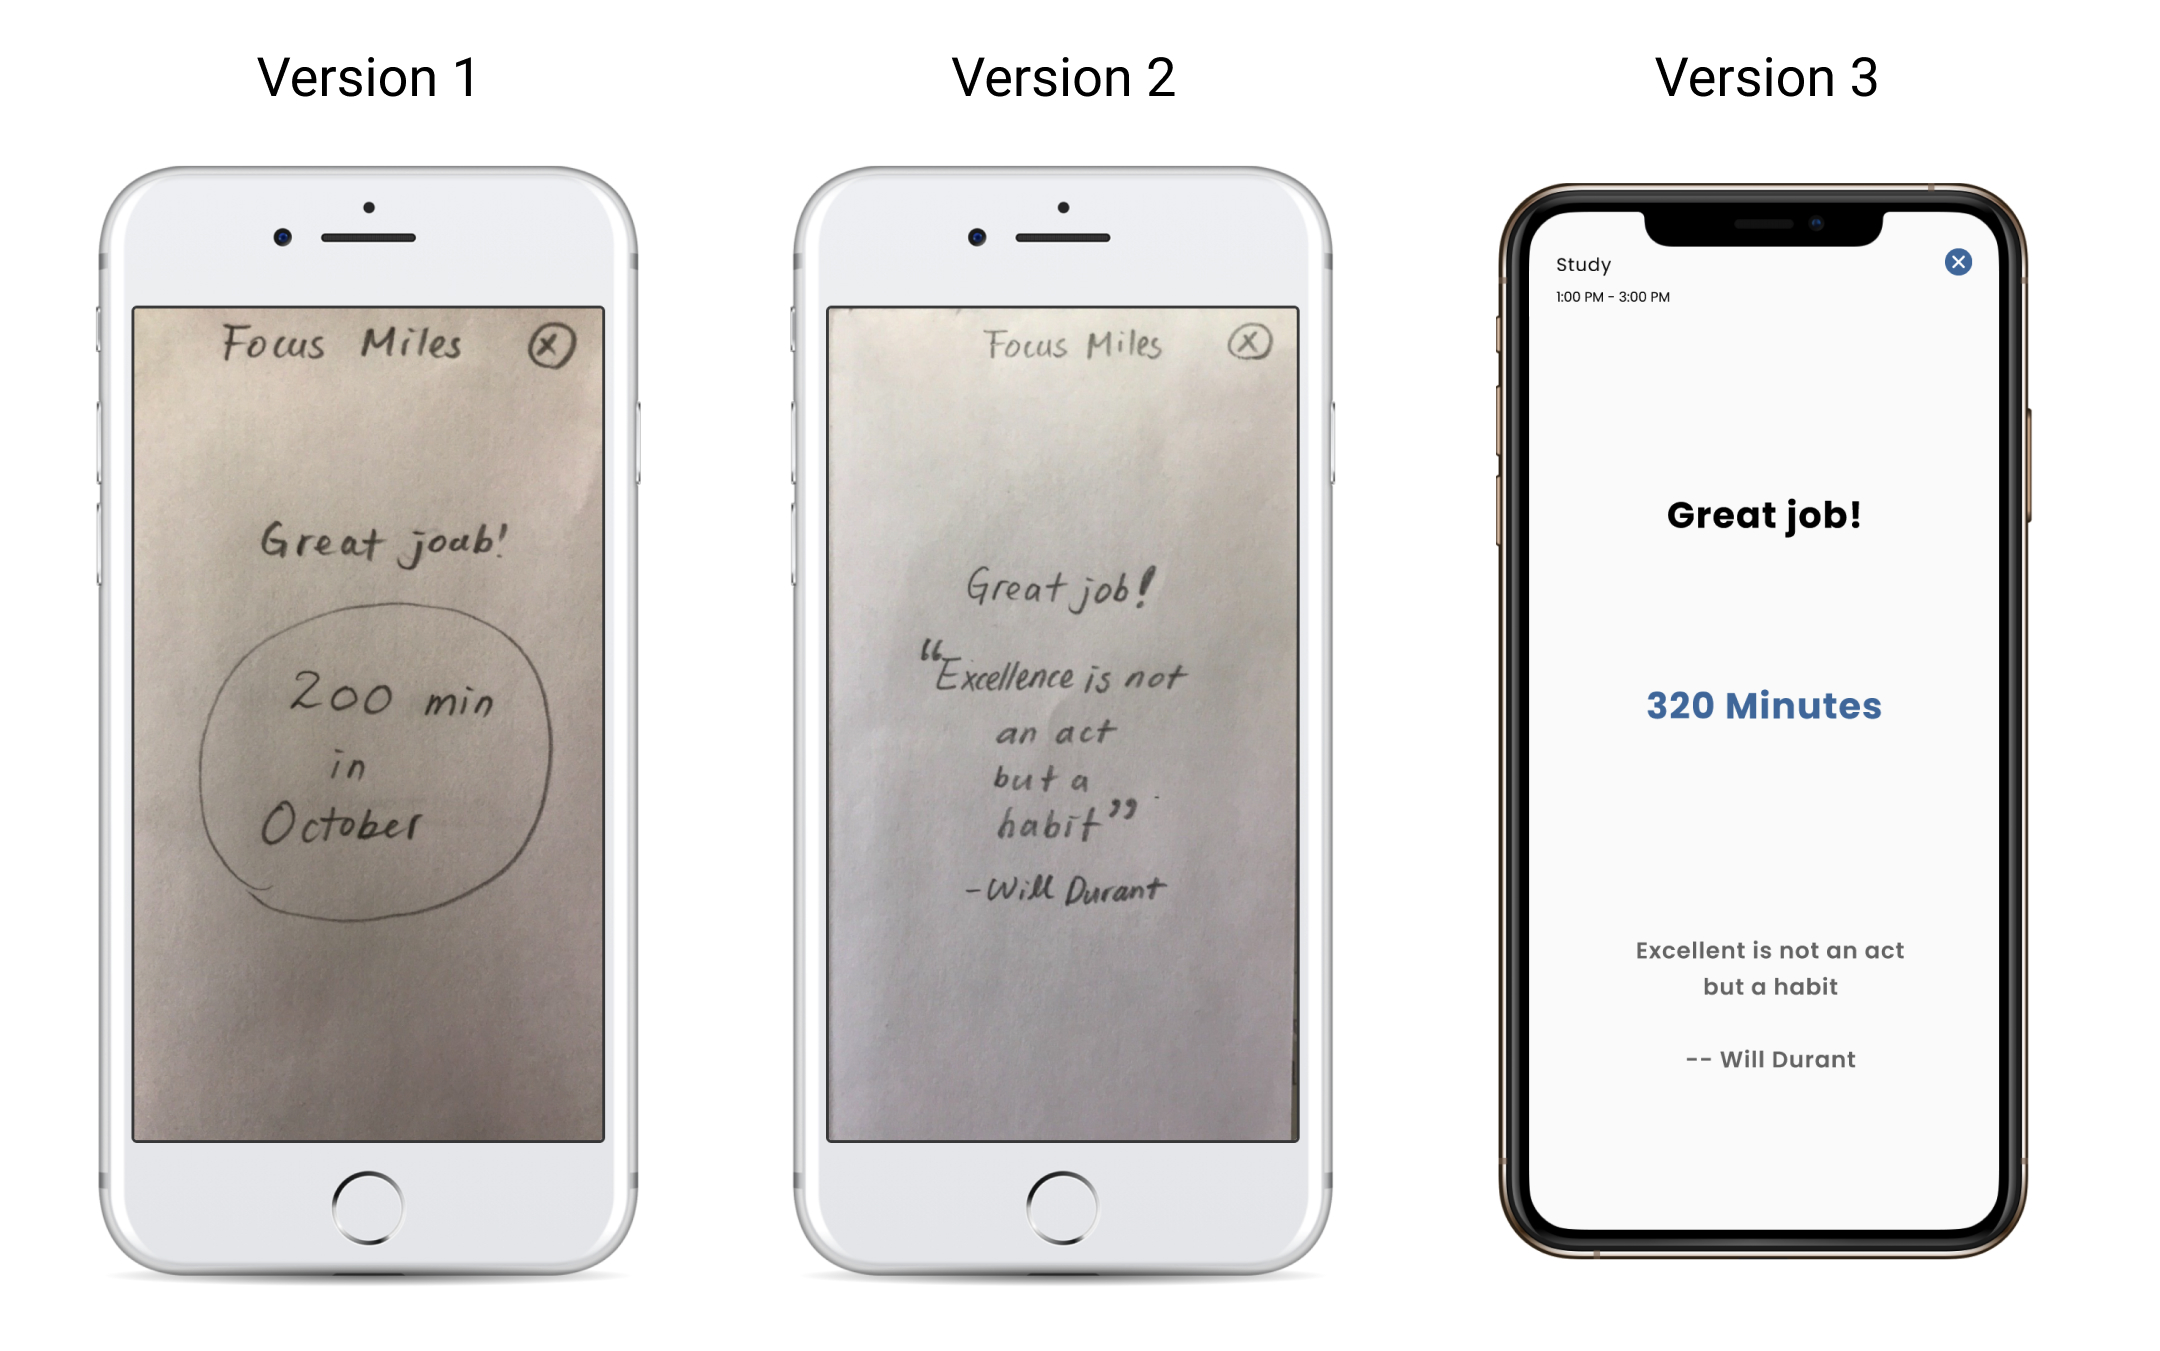 Version 1
Focus Miles
Great joab!
200 min
in
October
Version 2
Focus Miles
Great job!
“Excellence is not
an act
but a
habit”
-Will Durant
Version 3
Study
1:00 PM - 3:00 PM
Great job!
320 Minutes
Excellent is not an act
but a habit
-- Will Durant